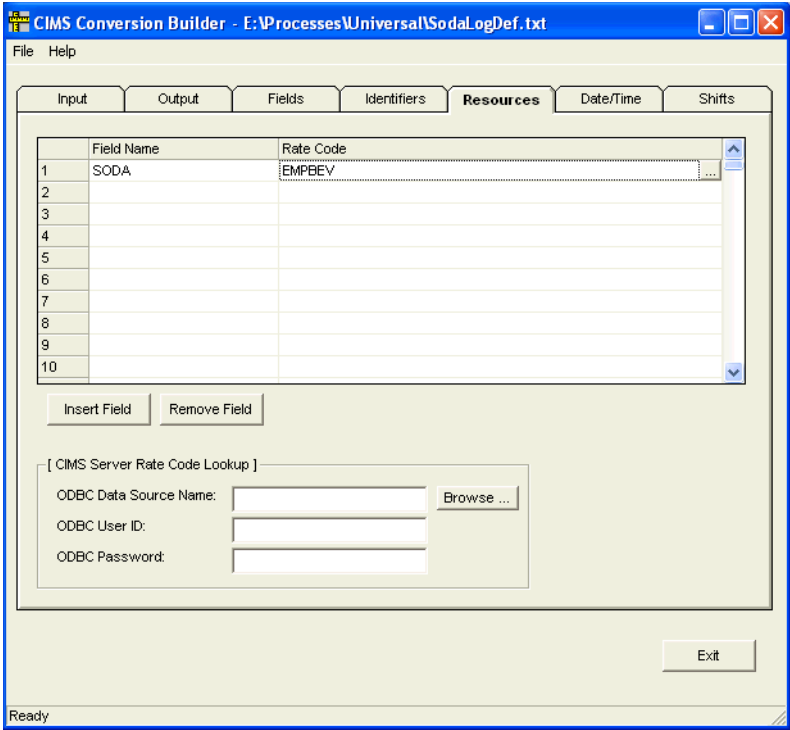 CIMS Conversion Builder - E:\Processes\Universal\SodaLogDef.txt
File Help
Input Output Fields Identifiers Resources Date/Time Shifts
Field Name Rate Code
1 SODA EMPBEV ...
2
3
4
5
6
7
8
9
10
Insert Field Remove Field
[ CIMS Server Rate Code Lookup ]
ODBC Data Source Name: Browse ...
ODBC User ID:
ODBC Password:
Exit
Ready